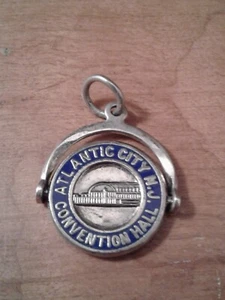 ATLANTIC CITY N.J.
CONVENTION HALL